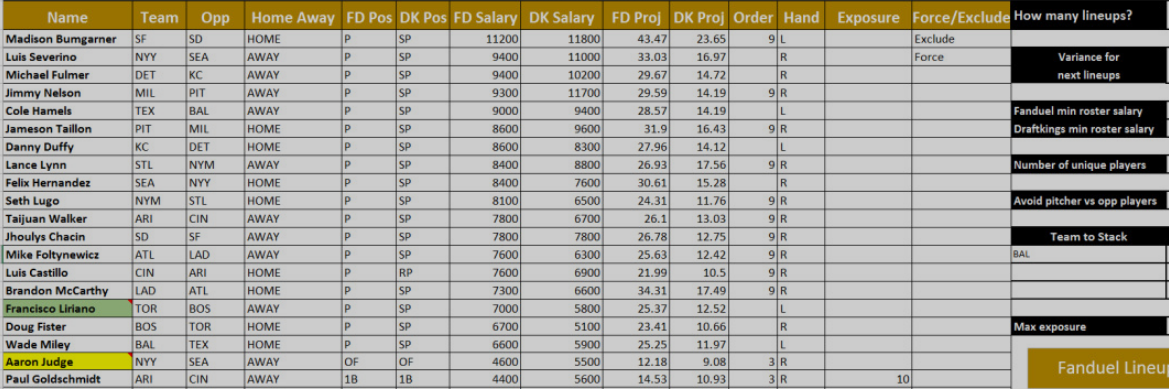 Name Team Opp Home Away FD Pos DK Pos FD Salary DK Salary FD Proj DK Proj Order Hand Exposure Force/Exclude How many lineups?
Madison Bumgarner SF SD HOME P SP 11200 11800 43.47 23.65 9 L Exclude
Luis Severino NYY SEA AWAY P SP 9400 11000 33.03 16.97 R Force Variance for
Michael Fulmer DET KC AWAY P SP 9400 10200 29.67 14.72 R next lineups
Jimmy Nelson MIL PIT AWAY P SP 9300 11700 29.59 14.19 9 R
Cole Hamels TEX BAL AWAY P SP 9000 9400 28.57 14.19 L Fanduel min roster salary
Jameson Taillon PIT MIL HOME P SP 8600 9600 31.9 16.43 9 R Draftkings min roster salary
Danny Duffy KC DET HOME P SP 8600 8300 27.96 14.12 L
Lance Lynn STL NYM AWAY P SP 8400 8800 26.93 17.56 9 R Number of unique players
Felix Hernandez SEA NYY HOME P SP 8400 7600 30.61 15.28 R
Seth Lugo NYM STL HOME P SP 8100 6500 24.31 11.76 9 R Avoid pitcher vs opp players
Taijuan Walker ARI CIN AWAY P SP 7800 6700 26.1 13.03 9 R
Jhoulys Chacin SD SF AWAY P SP 7800 7800 26.78 12.75 9 R Team to Stack
Mike Foltynewicz ATL LAD AWAY P SP 7600 6300 25.63 12.42 9 R BAL
Luis Castillo CIN ARI HOME P RP 7600 6900 21.99 10.5 9 R
Brandon McCarthy LAD ATL HOME P SP 7300 6600 34.31 17.49 9 R
Francisco Liriano TOR BOS AWAY P SP 7000 5800 25.37 12.52 L
Doug Fister BOS TOR HOME P SP 6700 5100 23.41 10.66 R Max exposure
Wade Miley BAL TEX HOME P SP 6600 5900 25.25 11.97 L
Aaron Judge NYY SEA AWAY OF OF 4600 5500 12.18 9.08 3 R Fanduel Lineu
Paul Goldschmidt ARI CIN AWAY 1B 1B 4400 5600 14.53 10.93 3 R 10